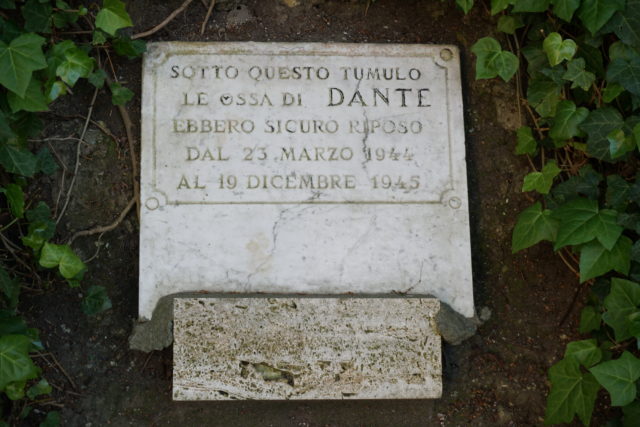 SOTTO QUESTO TUMULO
LE OSSA DI DANTE
EBBERO SICURO RIPOSO
DAL 23 MARZO 1944
AL 19 DICEMBRE 1945